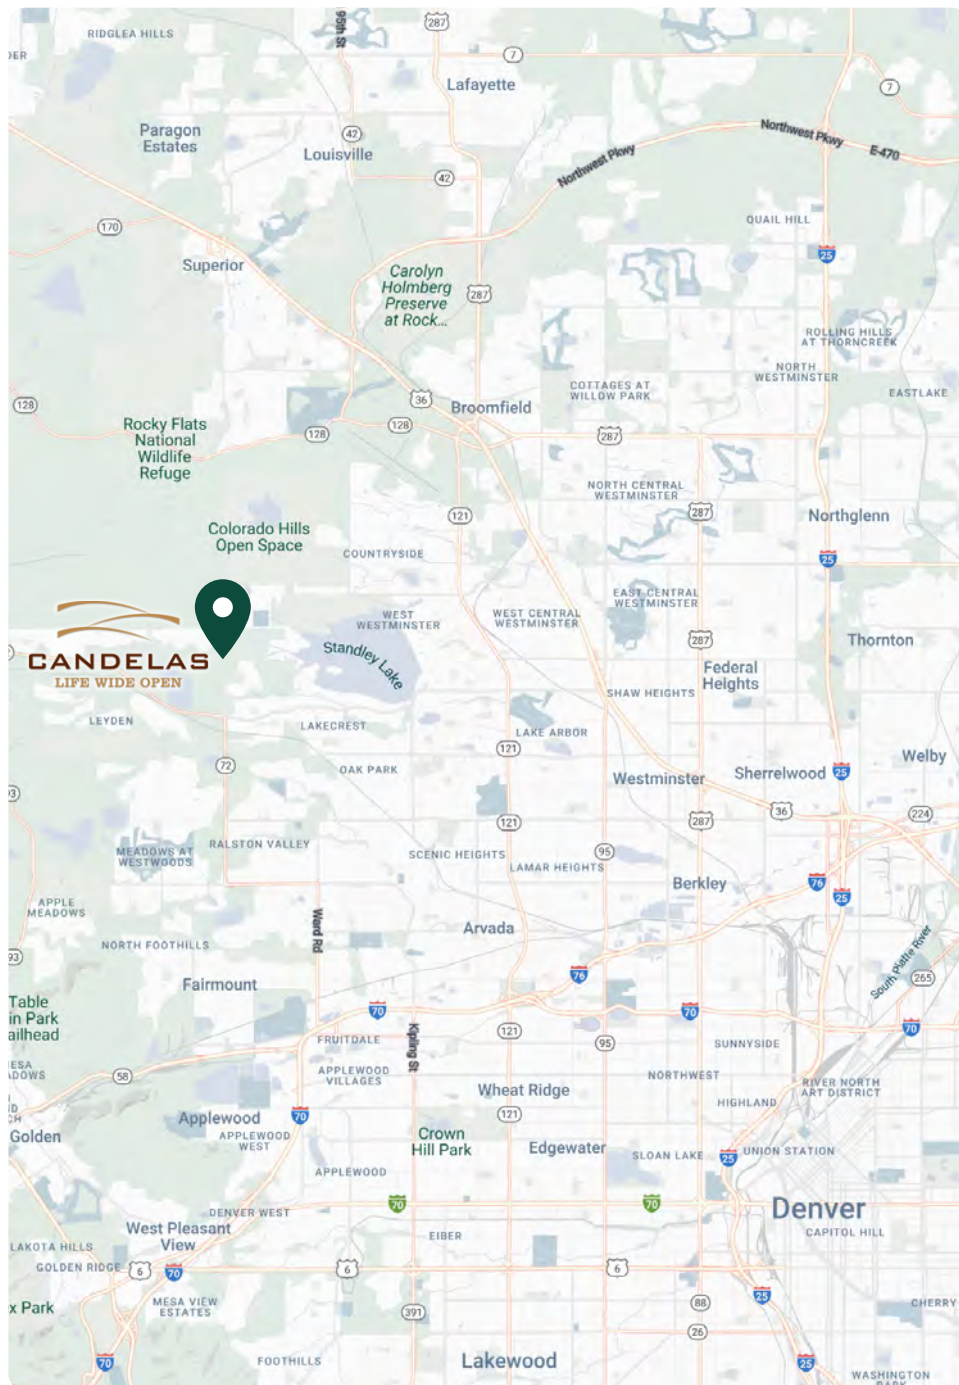 RIDGLEA HILLS
95th St
287
DER
7
Lafayette
7
Paragon
Estates
42
Louisville
Northwest Pkwy
E-470
Northwest Pkwy
42
170
QUAIL HILL
25
Superior
Carolyn
Holmberg
Preserve
at Rock...
287
ROLLING HILLS
AT THORNCREEK
NORTH
WESTMINSTER
COTTAGES AT
WILLOW PARK
EASTLAKE
128
36
Broomfield
Rocky Flats
National
Wildlife
Refuge
128
128
287
NORTH CENTRAL
WESTMINSTER
287
121
Northglenn
Colorado Hills
Open Space
COUNTRYSIDE
25
EAST CENTRAL
WESTMINSTER
WEST
WESTMINSTER
WEST CENTRAL
WESTMINSTER
287
Thornton
CANDELAS
LIFE WIDE OPEN
Standley Lake
Federal
Heights
SHAW HEIGHTS
LEYDEN
LAKECREST
LAKE ARBOR
121
72
OAK PARK
Westminster
Sherrelwood
25
Welby
93
36
224
121
287
MEADOWS AT
WESTWOODS
RALSTON VALLEY
SCENIC HEIGHTS
95
LAMAR HEIGHTS
Berkley
76
25
APPLE
MEADOWS
Ward Rd
Arvada
NORTH FOOTHILLS
93
South Platte River
76
265
Fairmount
Table
in Park
ailhead
70
70
70
FRUITDALE
Kipling St
121
95
SUNNYSIDE
ESA
ADOWS
58
APPLEWOOD
VILLAGES
NORTHWEST
RIVER NORTH
ART DISTRICT
Wheat Ridge
HIGHLAND
ND
CH
70
Applewood
121
Golden
APPLEWOOD
WEST
Crown
Hill Park
Edgewater
SLOAN LAKE
25
UNION STATION
APPLEWOOD
70
70
DENVER WEST
Denver
CAPITOL HILL
West Pleasant
View
EIBER
LAKOTA HILLS
GOLDEN RIDGE
6
70
6
6
25
x Park
MESA VIEW
ESTATES
391
88
CHERRY
26
70
FOOTHILLS
Lakewood
25
WASHINGTON
PARK